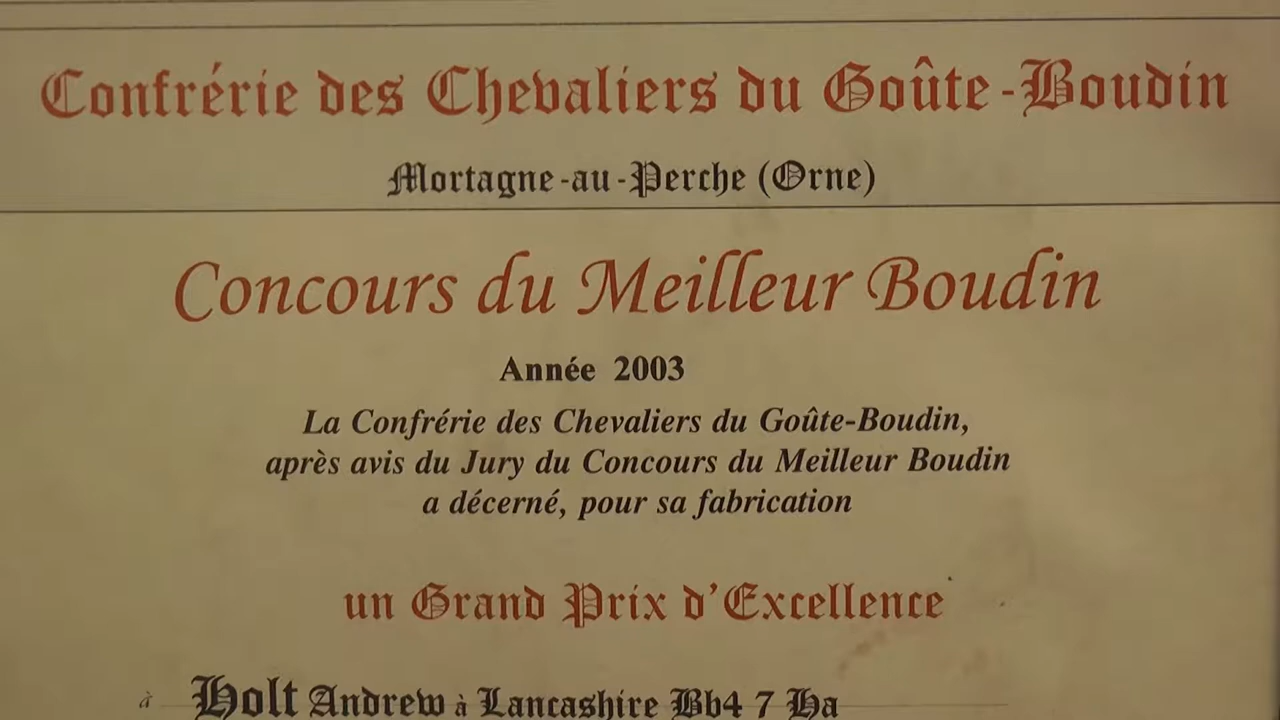 Confrérie des Chevaliers du Goûte-Boudin
Mortagne-au-Perche (Orne)
Concours du Meilleur Boudin
Année 2003
La Confrérie des Chevaliers du Goûte-Boudin,
après avis du Jury du Concours du Meilleur Boudin
a décerné, pour sa fabrication
un Grand Prix d'Excellence
à Holt Andrew à Lancashire Bb4 7 Ha